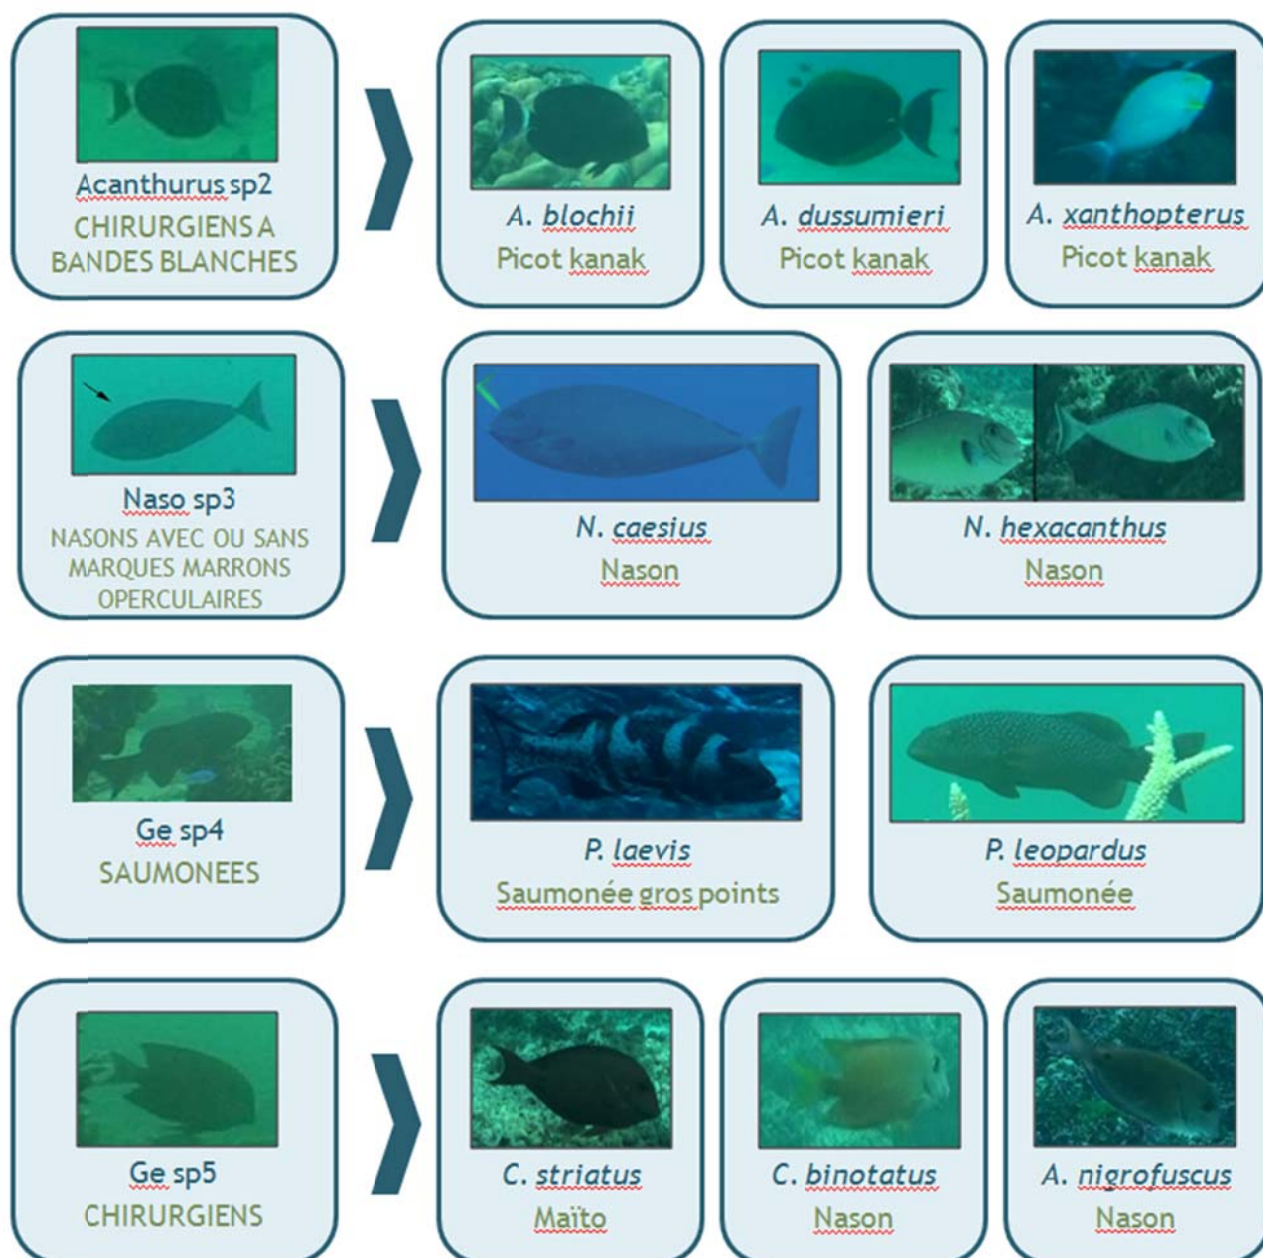 Acanthurus sp2
CHIRURGIENS A
BANDES BLANCHES
A. blochii
Picot kanak
A. dussumieri
Picot kanak
A. xanthopterus
Picot kanak
Naso sp3
NASONS AVEC OU SANS
MARQUES MARRONS
OPERCULAIRES
N. caesius
Nason
N. hexacanthus
Nason
Ge sp4
SAUMONEES
P. laevis
Saumonée gros points
P. leopardus
Saumonée
Ge sp5
CHIRURGIENS
C. striatus
Maïto
C. binotatus
Nason
A. nigrofuscus
Nason